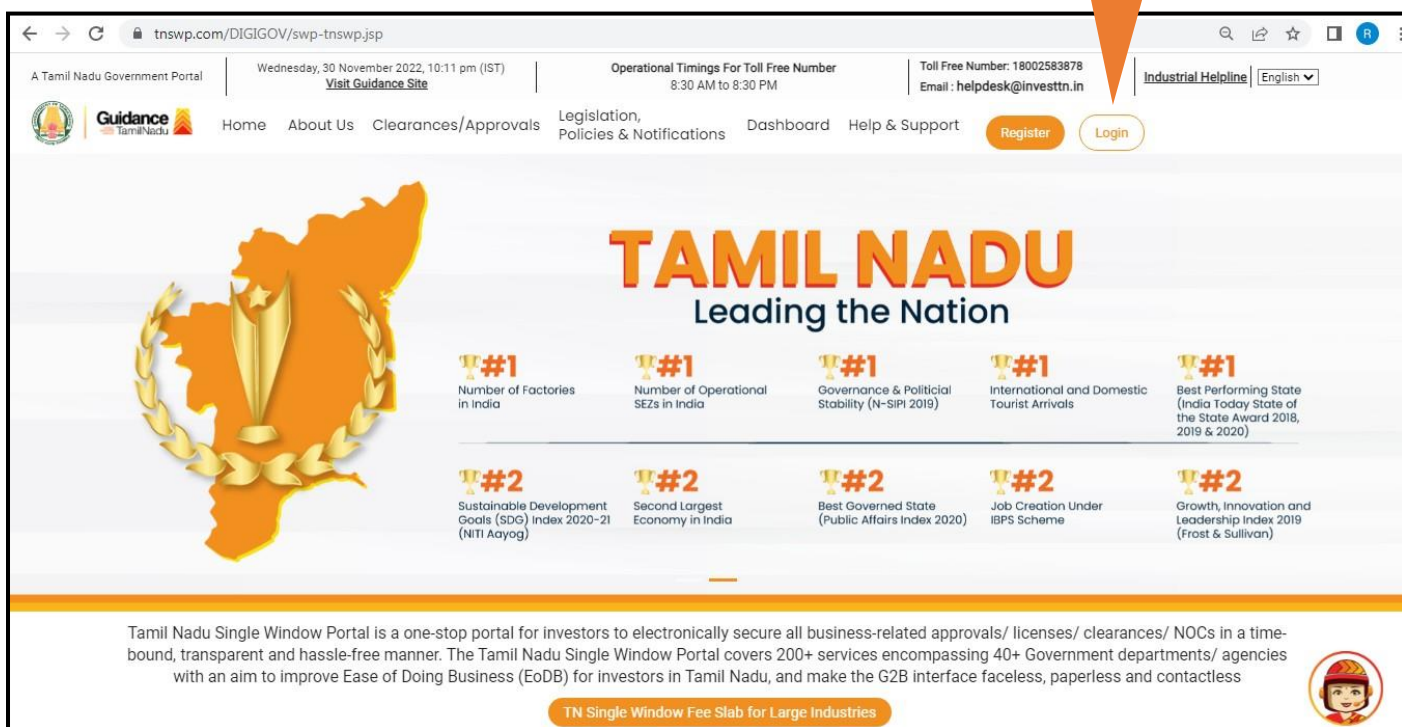 tnswp.com/DIGIGOV/swp-tnswp.jsp
R
A Tamil Nadu Government Portal
Wednesday, 30 November 2022, 10:11 pm (IST)
Visit Guidance Site
Operational Timings For Toll Free Number
8:30 AM to 8:30 PM
Toll Free Number: 18002583878
Email : helpdesk@investtn.in
Industrial Helpline
English
Guidance
TamilNadu
Home
About Us
Clearances/Approvals
Legislation,
Policies & Notifications
Dashboard
Help & Support
Register
Login
TAMIL NADU
Leading the Nation
#1
Number of Factories
in India
#1
Number of Operational
SEZs in India
#1
Governance & Politicial
Stability (N-SIPI 2019)
#1
International and Domestic
Tourist Arrivals
#1
Best Performing State
(India Today State of
the State Award 2018,
2019 & 2020)
#2
Sustainable Development
Goals (SDG) Index 2020-21
(NITI Aayog)
#2
Second Largest
Economy in India
#2
Best Governed State
(Public Affairs Index 2020)
#2
Job Creation Under
IBPS Scheme
#2
Growth, Innovation and
Leadership Index 2019
(Frost & Sullivan)
Tamil Nadu Single Window Portal is a one-stop portal for investors to electronically secure all business-related approvals/ licenses/ clearances/ NOCs in a time-
bound, transparent and hassle-free manner. The Tamil Nadu Single Window Portal covers 200+ services encompassing 40+ Government departments/ agencies
with an aim to improve Ease of Doing Business (EoDB) for investors in Tamil Nadu, and make the G2B interface faceless, paperless and contactless
TN Single Window Fee Slab for Large Industries